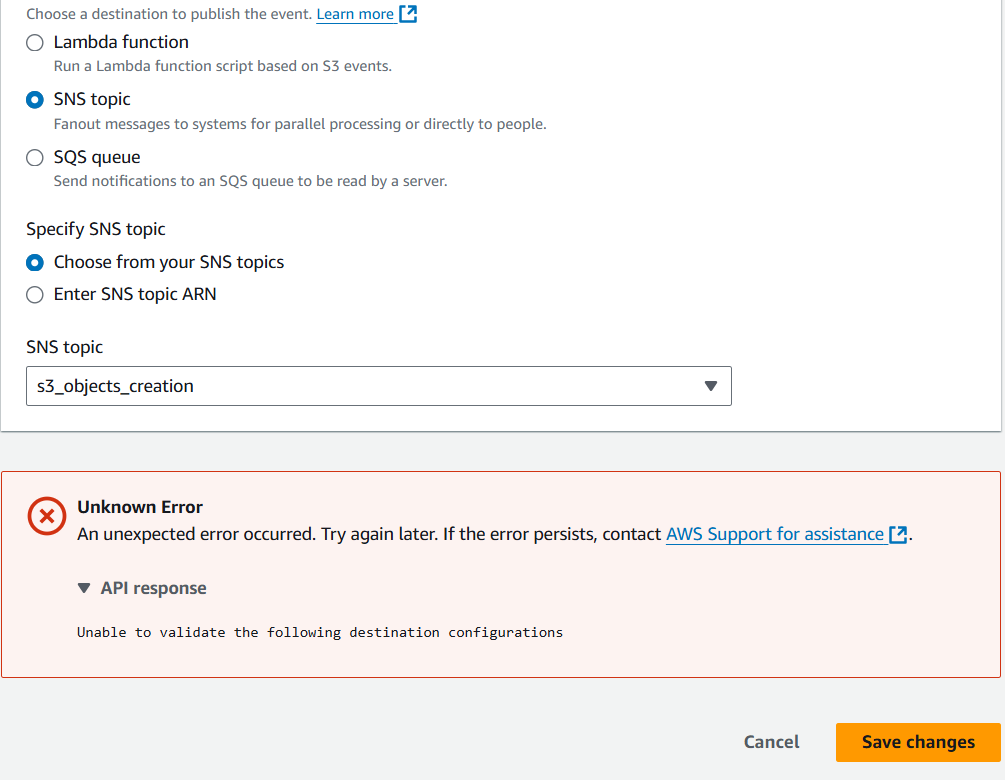 Choose a destination to publish the event. Learn more
Lambda function
Run a Lambda function script based on S3 events.
SNS topic
Fanout messages to systems for parallel processing or directly to people.
SQS queue
Send notifications to an SQS queue to be read by a server.
Specify SNS topic
Choose from your SNS topics
Enter SNS topic ARN
SNS topic
s3_objects_creation
Unknown Error
An unexpected error occurred. Try again later. If the error persists, contact AWS Support for assistance.
API response
Unable to validate the following destination configurations
Cancel Save changes